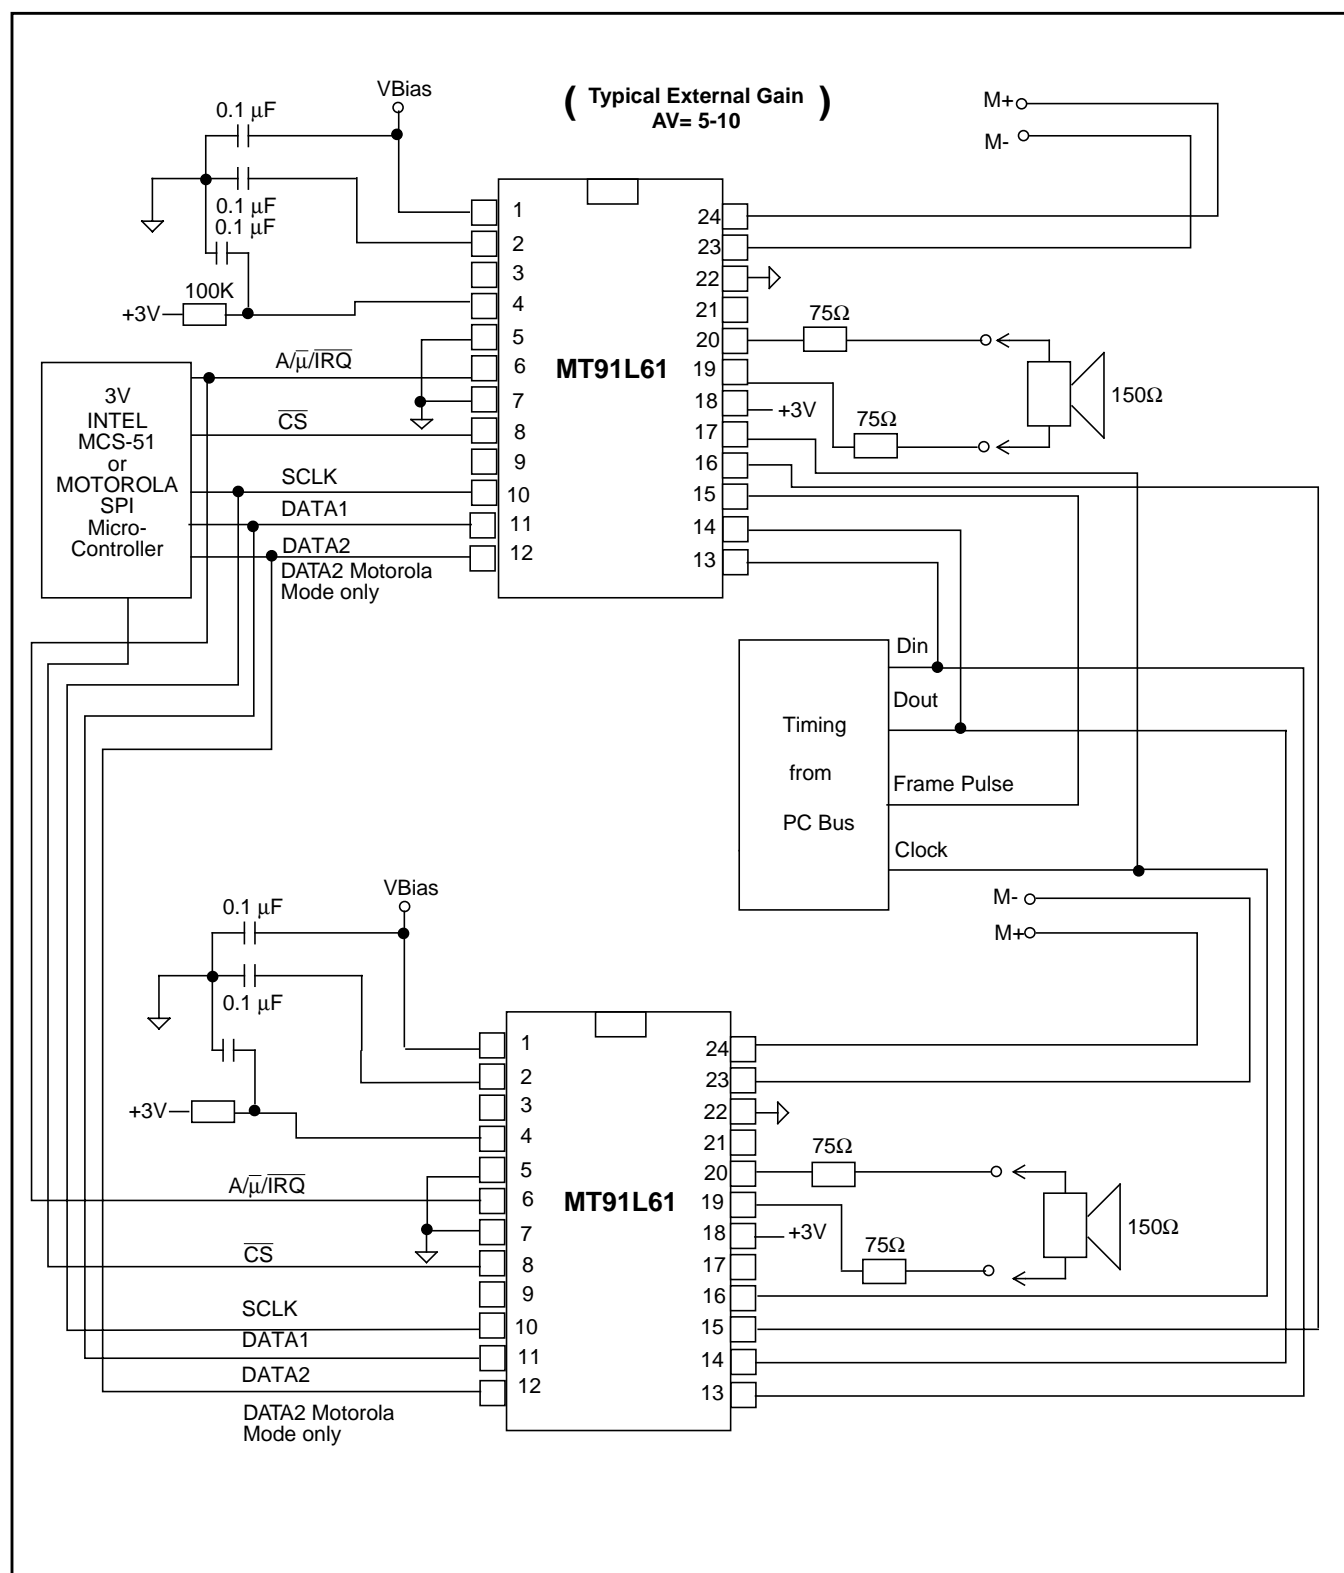 VBias
0.1 µF
0.1 µF
0.1 µF
100K
+3V
( Typical External Gain )
AV= 5-10
M+
M-
MT91L61
1
2
3
4
5
6
7
8
9
10
11
12
24
23
22
21
20
19
18
17
16
15
14
13
75Ω
75Ω
150Ω
+3V
3V
INTEL
MCS-51
or
MOTOROLA
SPI
Micro-
Controller
A/μ̅/I̅R̅Q̅
C̅S̅
SCLK
DATA1
DATA2
DATA2 Motorola
Mode only
Timing
from
PC Bus
Din
Dout
Frame Pulse
Clock
VBias
0.1 µF
0.1 µF
+3V
M-
M+
MT91L61
1
2
3
4
5
6
7
8
9
10
11
12
24
23
22
21
20
19
18
17
16
15
14
13
75Ω
75Ω
150Ω
+3V
A/μ̅/I̅R̅Q̅
C̅S̅
SCLK
DATA1
DATA2
DATA2 Motorola
Mode only